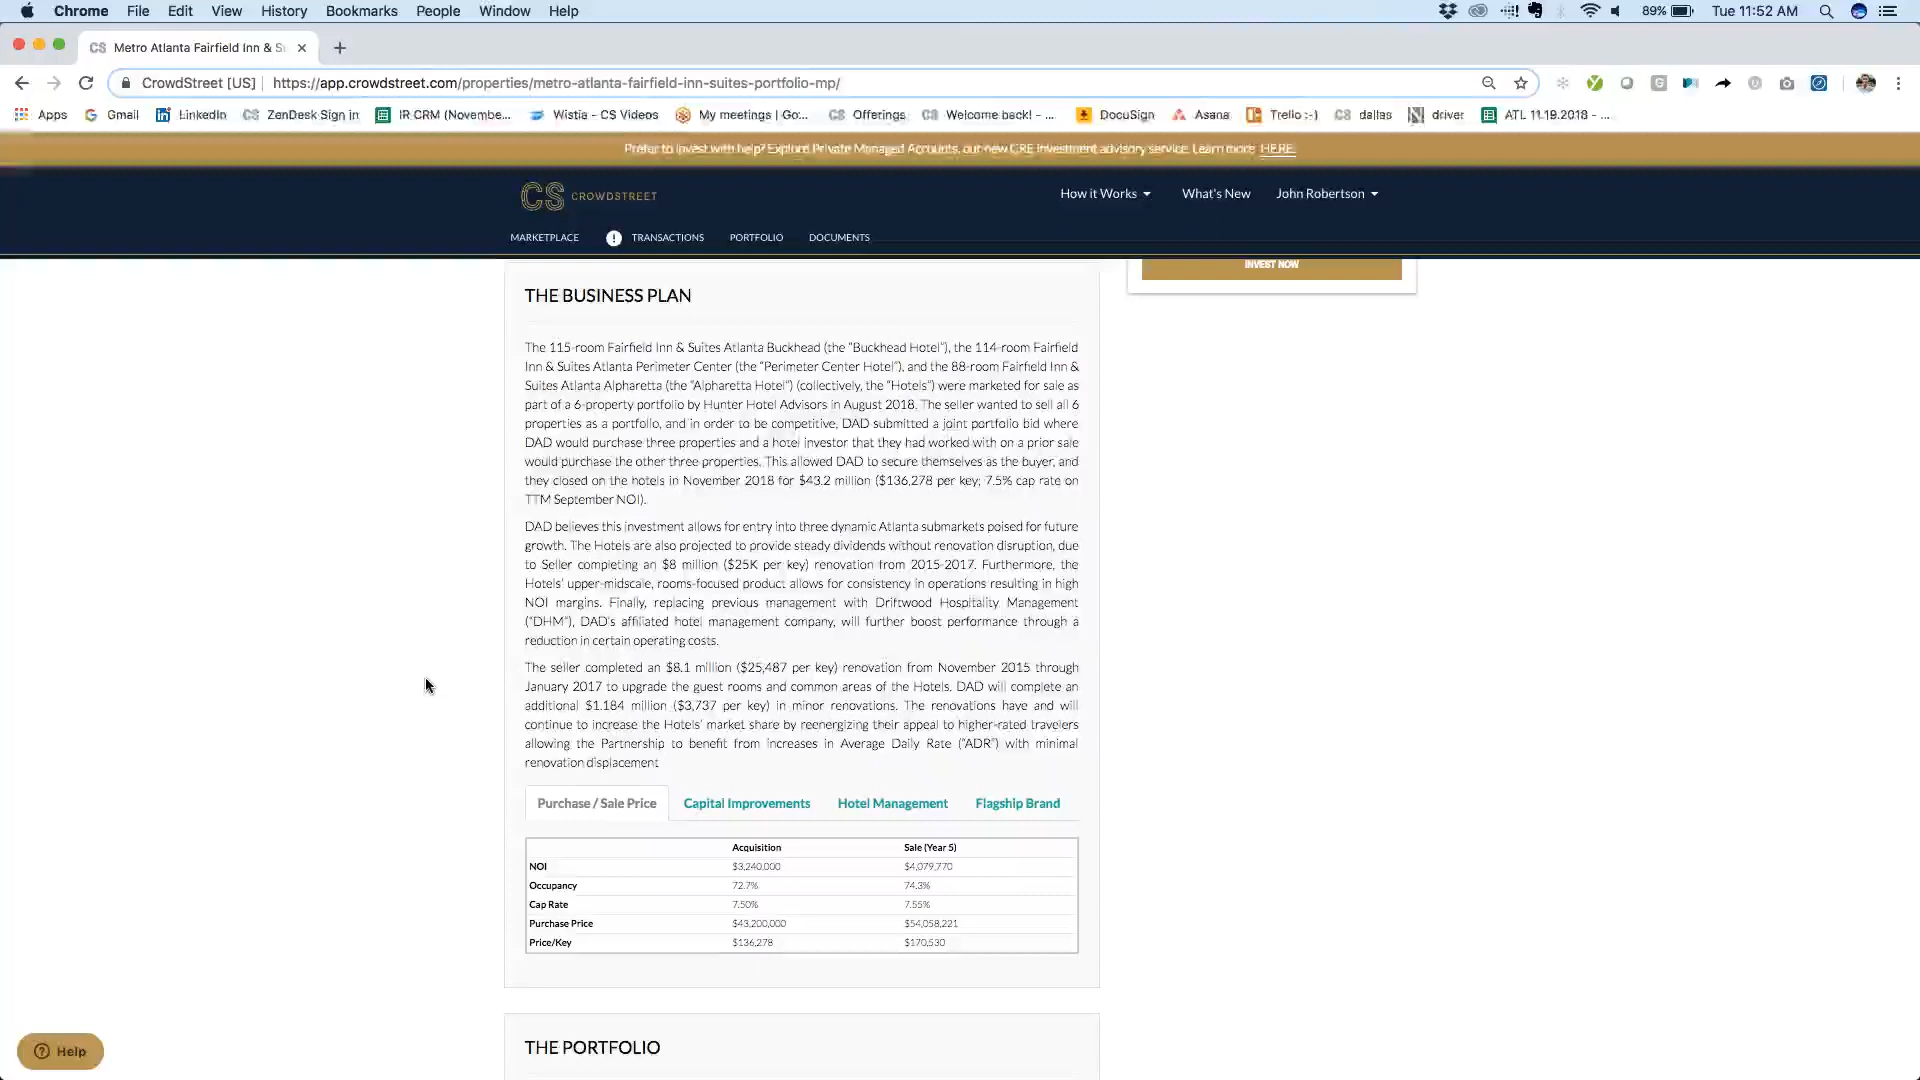 Chrome File Edit View History Bookmarks People Window Help 89% Tue 11:52 AM
CS Metro Atlanta Fairfield Inn & S
CrowdStreet [US] https://app.crowdstreet.com/properties/metro-atlanta-fairfield-inn-suites-portfolio-mp/
Apps Gmail LinkedIn CS ZenDesk Sign in IR CRM (Novembe... Wistia - CS Videos My meetings | Go... CS Offerings CS Welcome back! - ... DocuSign Asana Trello :-) CS dallas driver ATL 11.19.2018 - ...
Prefer to invest with help? Explore Private Managed Accounts, our new CRE investment advisory service. Learn more HERE.
CS CROWDSTREET How it Works What's New John Robertson
MARKETPLACE ! TRANSACTIONS PORTFOLIO DOCUMENTS
INVEST NOW
THE BUSINESS PLAN
The 115-room Fairfield Inn & Suites Atlanta Buckhead (the “Buckhead Hotel”), the 114-room Fairfield
Inn & Suites Atlanta Perimeter Center (the “Perimeter Center Hotel”), and the 88-room Fairfield Inn &
Suites Atlanta Alpharetta (the “Alpharetta Hotel”) (collectively, the “Hotels”) were marketed for sale as
part of a 6-property portfolio by Hunter Hotel Advisors in August 2018. The seller wanted to sell all 6
properties as a portfolio, and in order to be competitive, DAD submitted a joint portfolio bid where
DAD would purchase three properties and a hotel investor that they had worked with on a prior sale
would purchase the other three properties. This allowed DAD to secure themselves as the buyer, and
they closed on the hotels in November 2018 for $43.2 million ($136,278 per key; 7.5% cap rate on
TTM September NOI).
DAD believes this investment allows for entry into three dynamic Atlanta submarkets poised for future
growth. The Hotels are also projected to provide steady dividends without renovation disruption, due
to Seller completing an $8 million ($25K per key) renovation from 2015-2017. Furthermore, the
Hotels’ upper-midscale, rooms-focused product allows for consistency in operations resulting in high
NOI margins. Finally, replacing previous management with Driftwood Hospitality Management
(“DHM”), DAD’s affiliated hotel management company, will further boost performance through a
reduction in certain operating costs.
The seller completed an $8.1 million ($25,487 per key) renovation from November 2015 through
January 2017 to upgrade the guest rooms and common areas of the Hotels. DAD will complete an
additional $1.184 million ($3,737 per key) in minor renovations. The renovations have and will
continue to increase the Hotels’ market share by reenergizing their appeal to higher-rated travelers
allowing the Partnership to benefit from increases in Average Daily Rate (“ADR”) with minimal
renovation displacement
Purchase / Sale Price Capital Improvements Hotel Management Flagship Brand
Acquisition Sale (Year 5)
NOI $3,240,000 $4,079,770
Occupancy 72.7% 74.3%
Cap Rate 7.50% 7.55%
Purchase Price $43,200,000 $54,058,221
Price/Key $136,278 $170,530
THE PORTFOLIO
Help